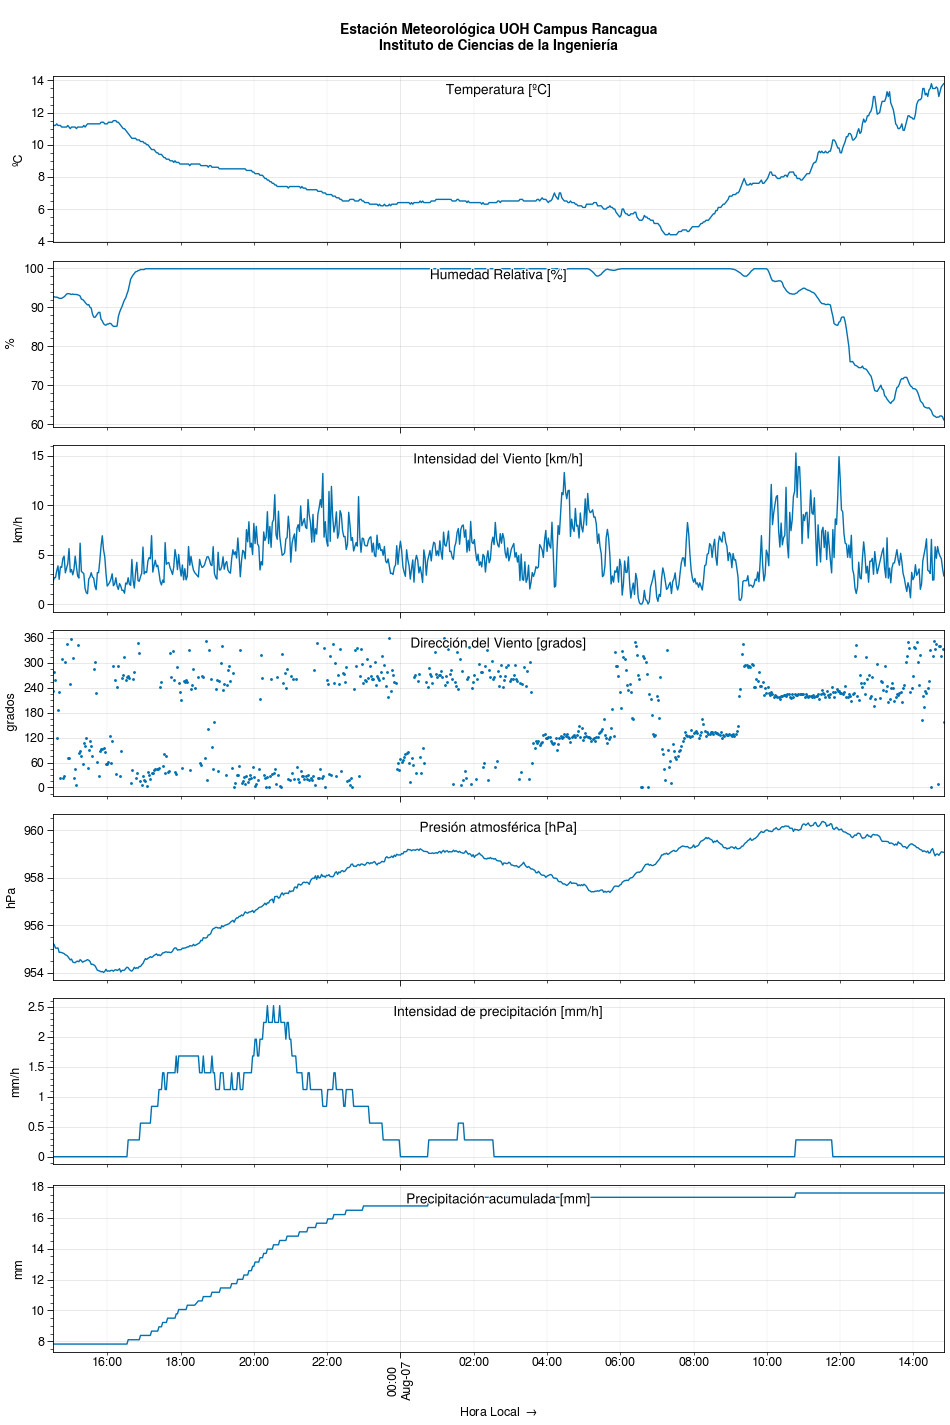 Estación Meteorológica UOH Campus Rancagua
Instituto de Ciencias de la Ingeniería
Temperatura [ºC]
ºC
14
12
10
8
6
4
Humedad Relativa [%]
%
100
90
80
70
60
Intensidad del Viento [km/h]
km/h
15
10
5
0
Dirección del Viento [grados]
grados
360
300
240
180
120
60
0
Presión atmosférica [hPa]
hPa
960
958
956
954
Intensidad de precipitación [mm/h]
mm/h
2.5
2
1.5
1
0.5
0
Precipitación acumulada [mm]
mm
18
16
14
12
10
8
16:00 18:00 20:00 22:00 00:00 02:00 04:00 06:00 08:00 10:00 12:00 14:00
Aug-07
Hora Local →